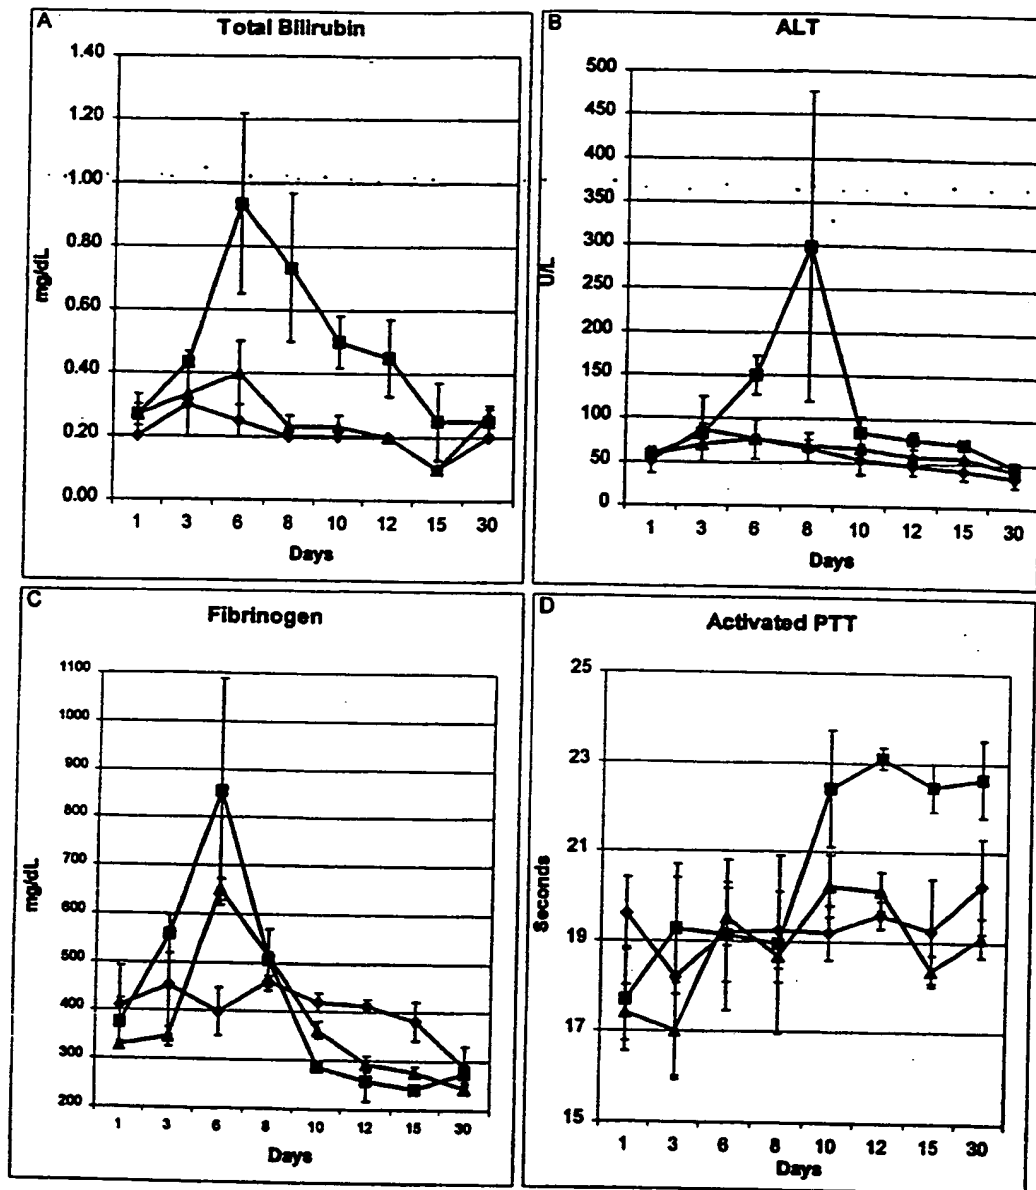 A
Total Bilirubin
1.40
1.20
1.00
0.80
0.60
0.40
0.20
0.00
mg/dL
1 3 6 8 10 12 15 30
Days
B
ALT
500
450
400
350
300
250
200
150
100
50
0
U/L
1 3 6 8 10 12 15 30
Days
C
Fibrinogen
1100
1000
900
800
700
600
500
400
300
200
mg/dL
1 3 6 8 10 12 15 30
Days
D
Activated PTT
25
23
21
19
17
15
Seconds
1 3 6 8 10 12 15 30
Days